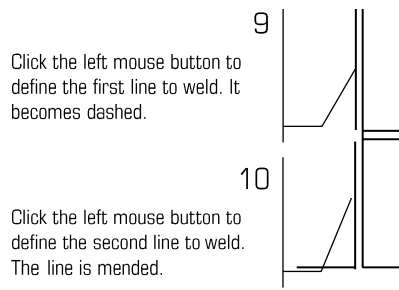 9
Click the left mouse button to
define the first line to weld. It
becomes dashed.
10
Click the left mouse button to
define the second line to weld.
The line is mended.